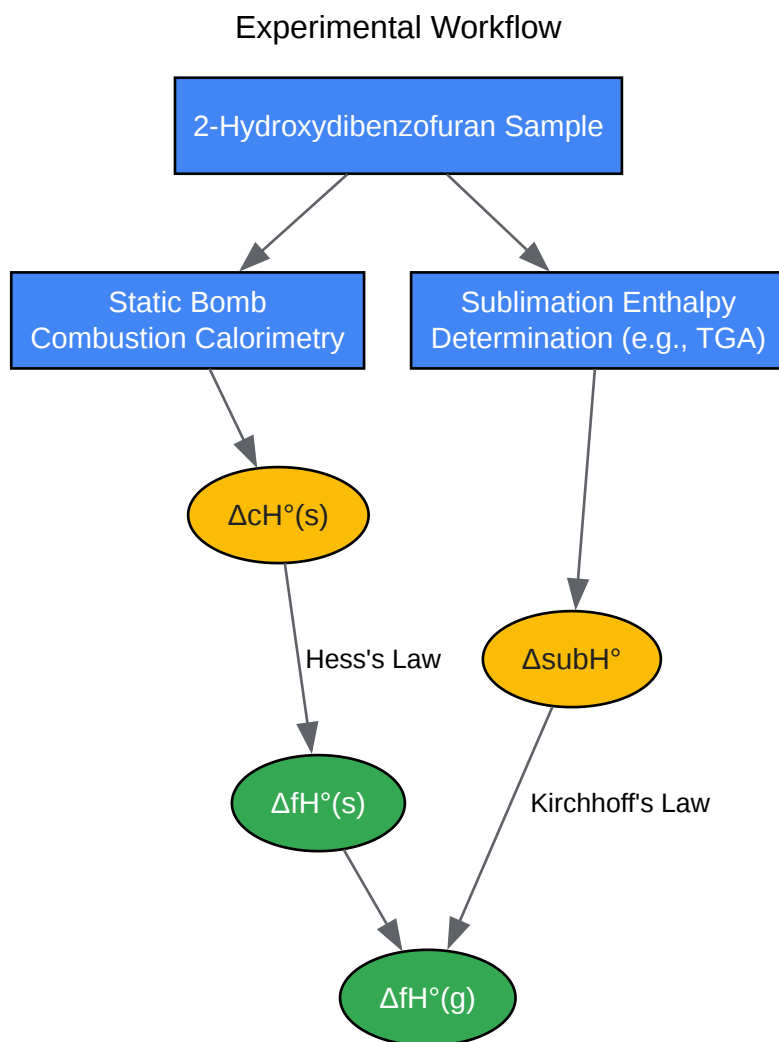 Experimental Workflow
2-Hydroxydibenzofuran Sample
Static Bomb
Combustion Calorimetry
Sublimation Enthalpy
Determination (e.g., TGA)
ΔcH°(s)
Hess's Law
ΔsubH°
ΔfH°(s)
Kirchhoff's Law
ΔfH°(g)